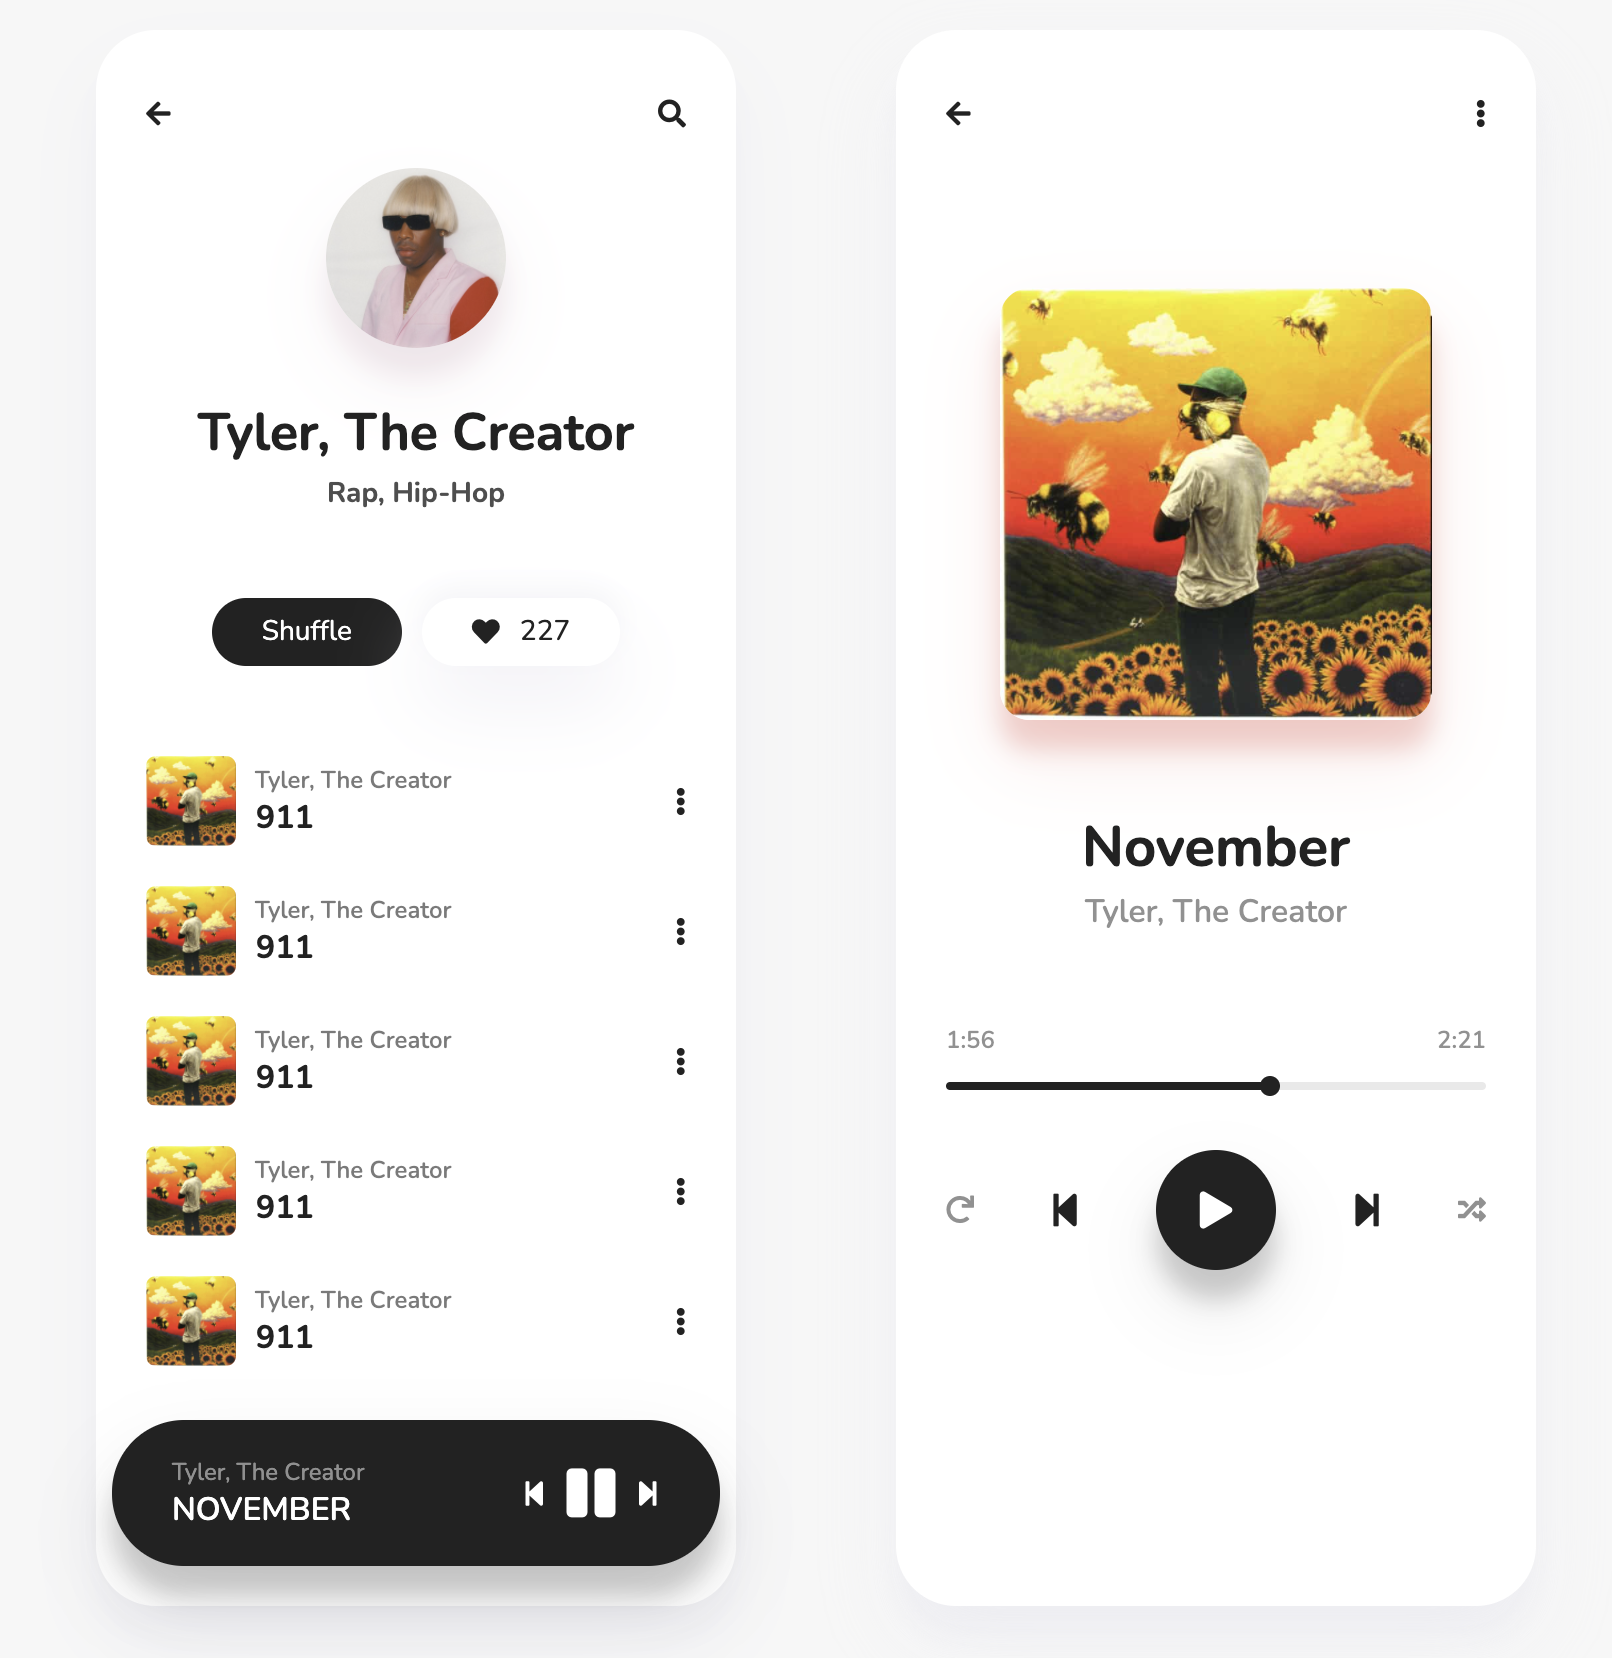 Tyler, The Creator
Rap, Hip-Hop
Shuffle
227
Tyler, The Creator
911
Tyler, The Creator
911
Tyler, The Creator
911
Tyler, The Creator
911
Tyler, The Creator
911
Tyler, The Creator
NOVEMBER
November
Tyler, The Creator
1:56 2:21